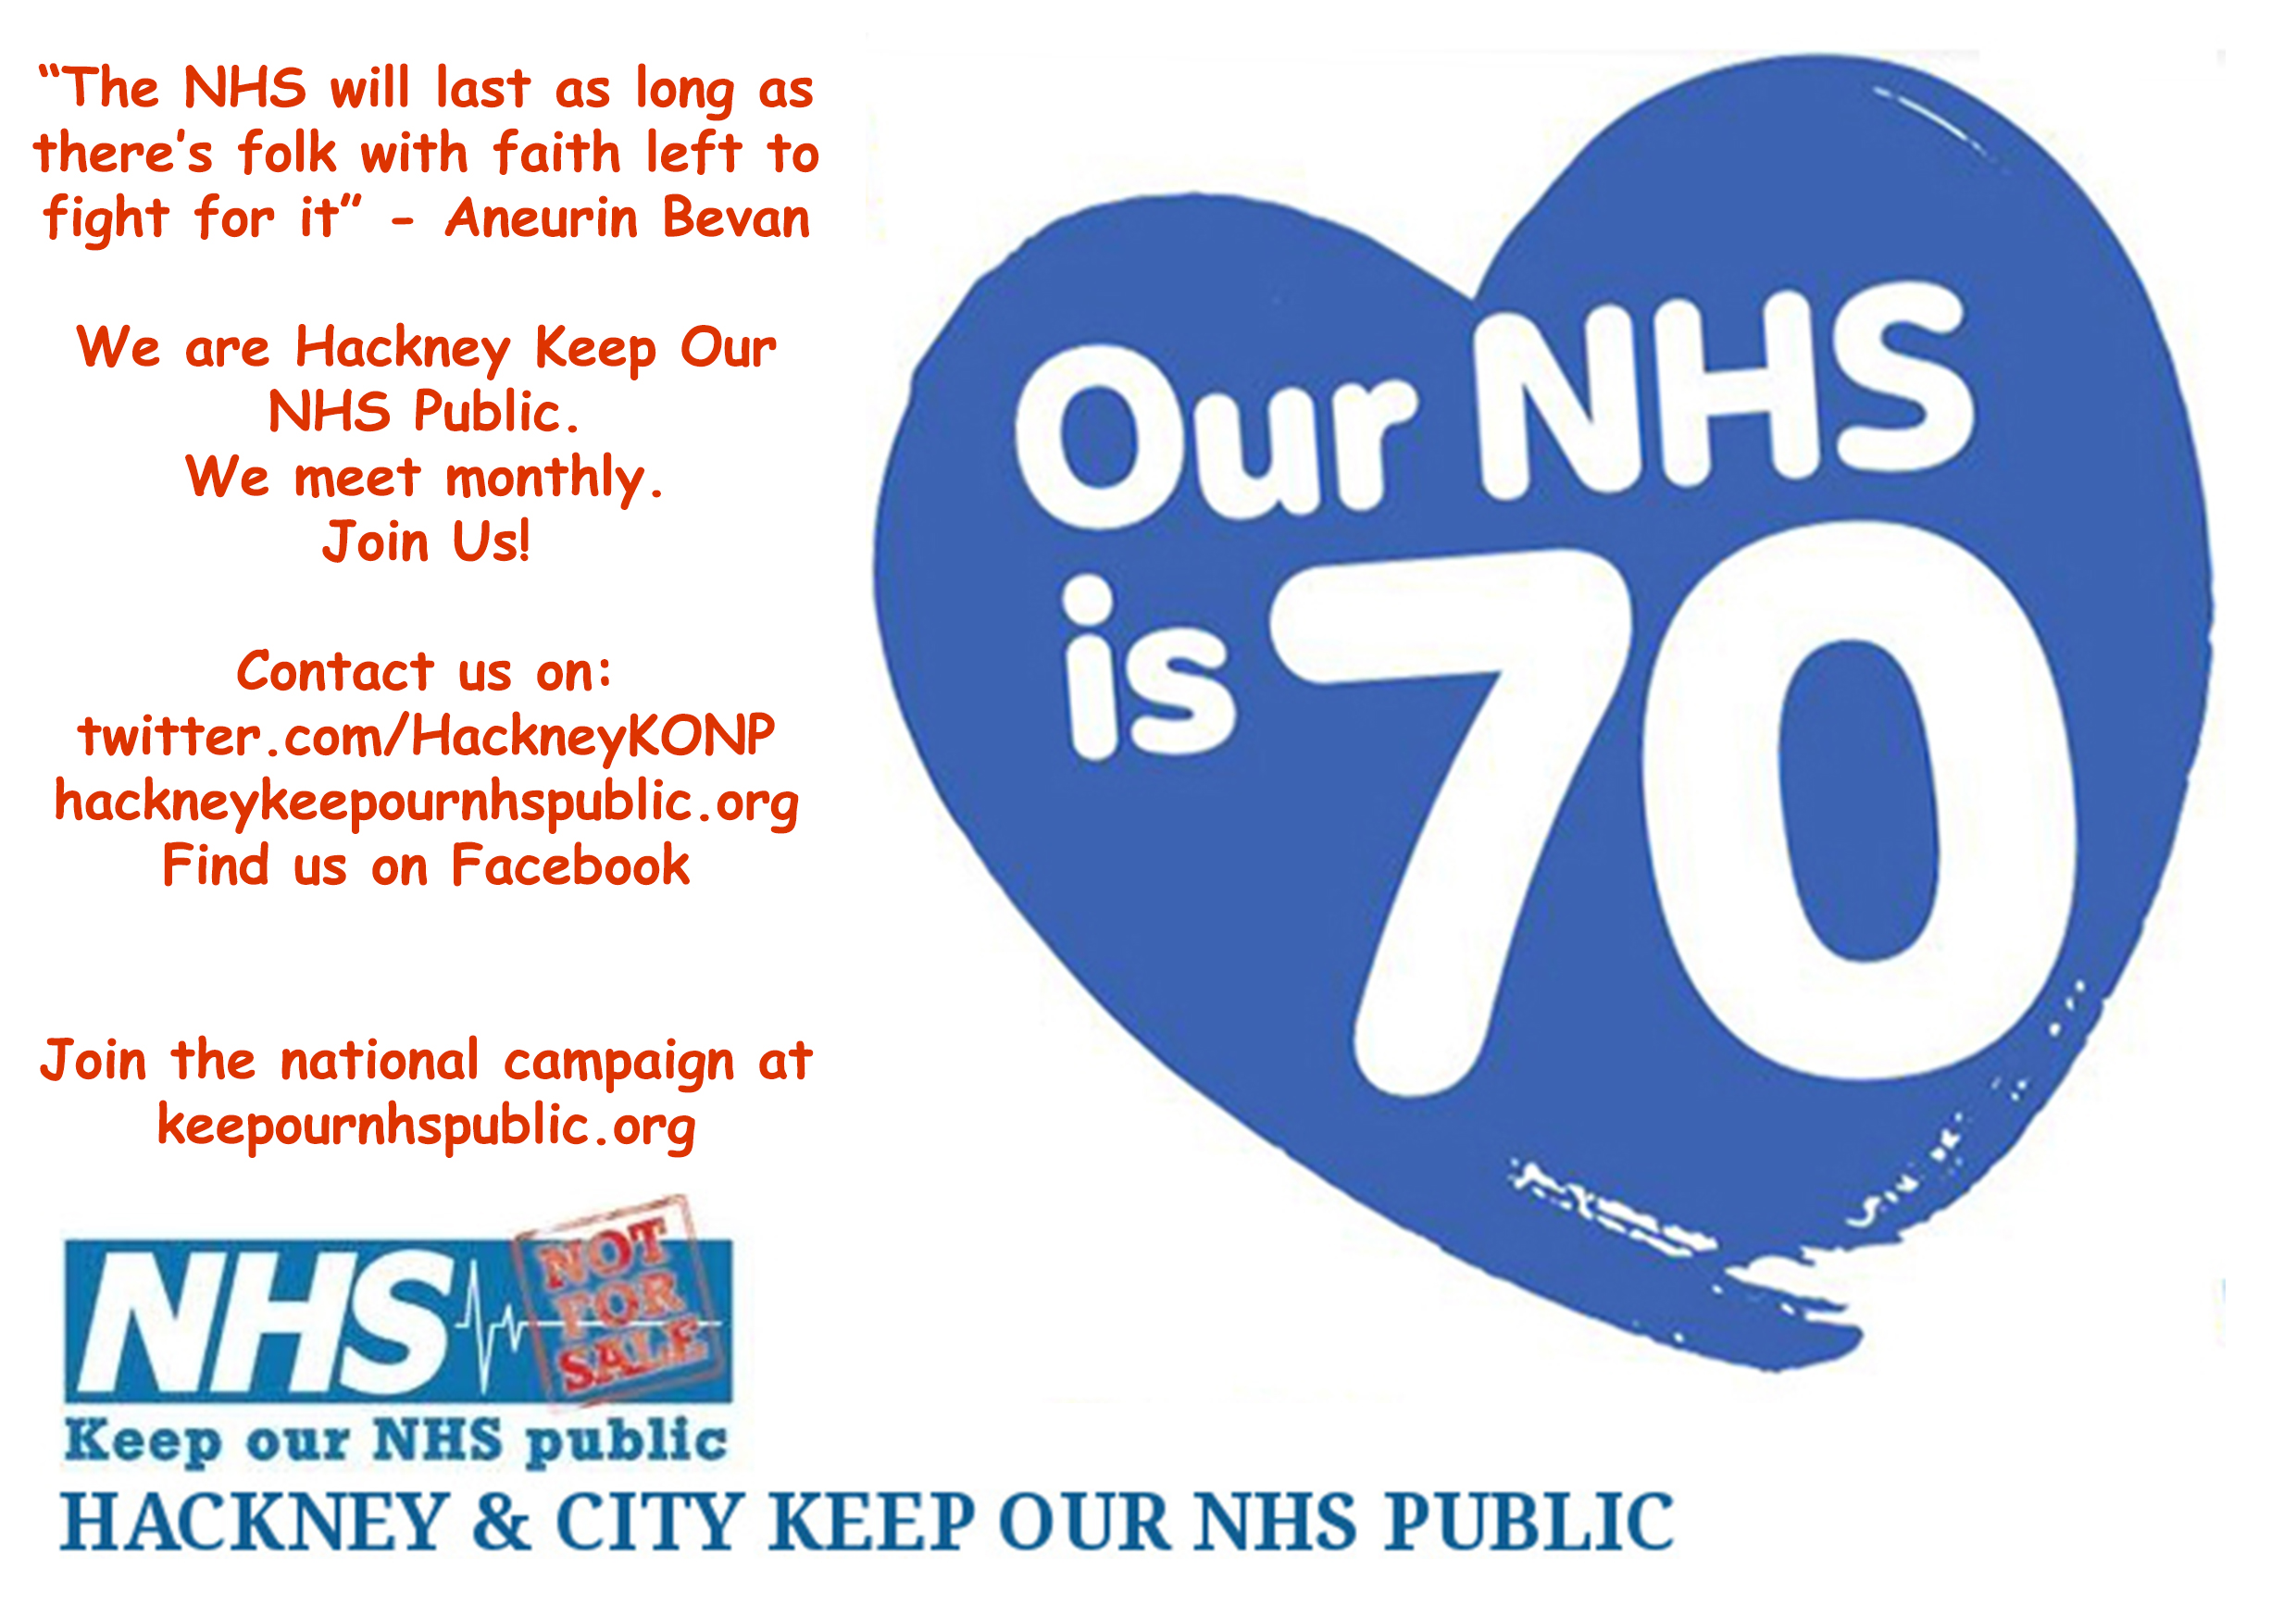 “The NHS will last as long as
there’s folk with faith left to
fight for it” - Aneurin Bevan
We are Hackney Keep Our
NHS Public.
We meet monthly.
Join Us!
Contact us on:
twitter.com/HackneyKONP
hackneykeepournhspublic.org
Find us on Facebook
Join the national campaign at
keepournhspublic.org
NHS
NOT
FOR
SALE
Keep our NHS public
HACKNEY & CITY KEEP OUR NHS PUBLIC
Our NHS
is 70